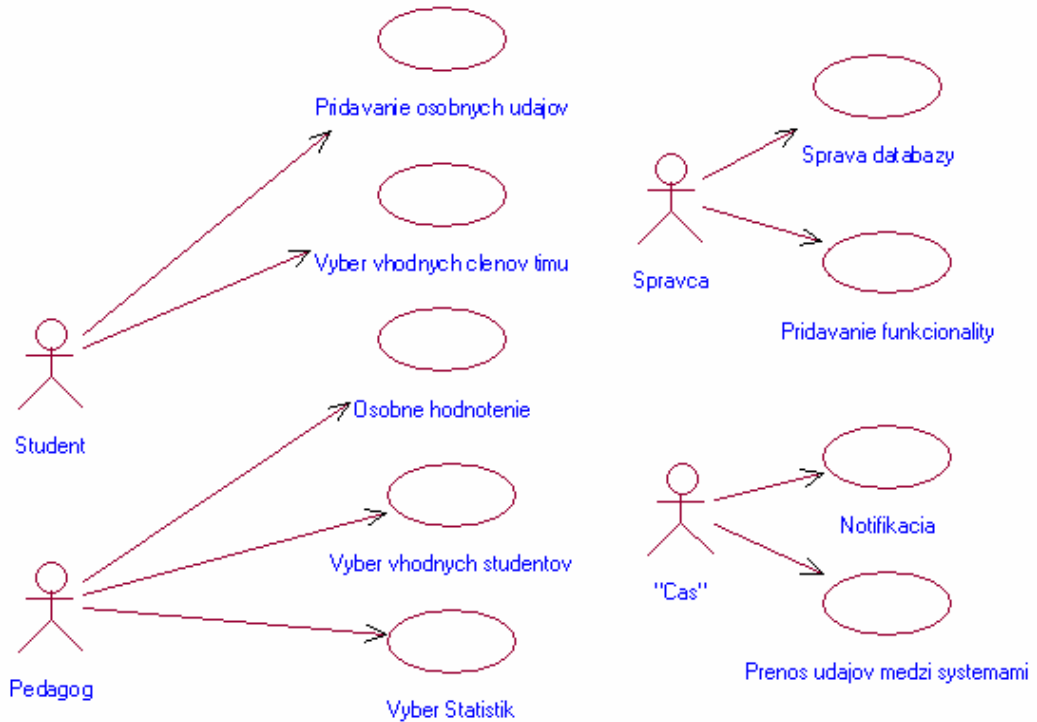 Pridavanie osobnych udajov
Vyber vhodnych clenov timu
Student
Osobne hodnotenie
Vyber vhodnych studentov
Pedagog
Vyber Statistik
Sprava databazy
Spravca
Pridavanie funkcionality
Notifikacia
"Cas"
Prenos udajov medzi systemami